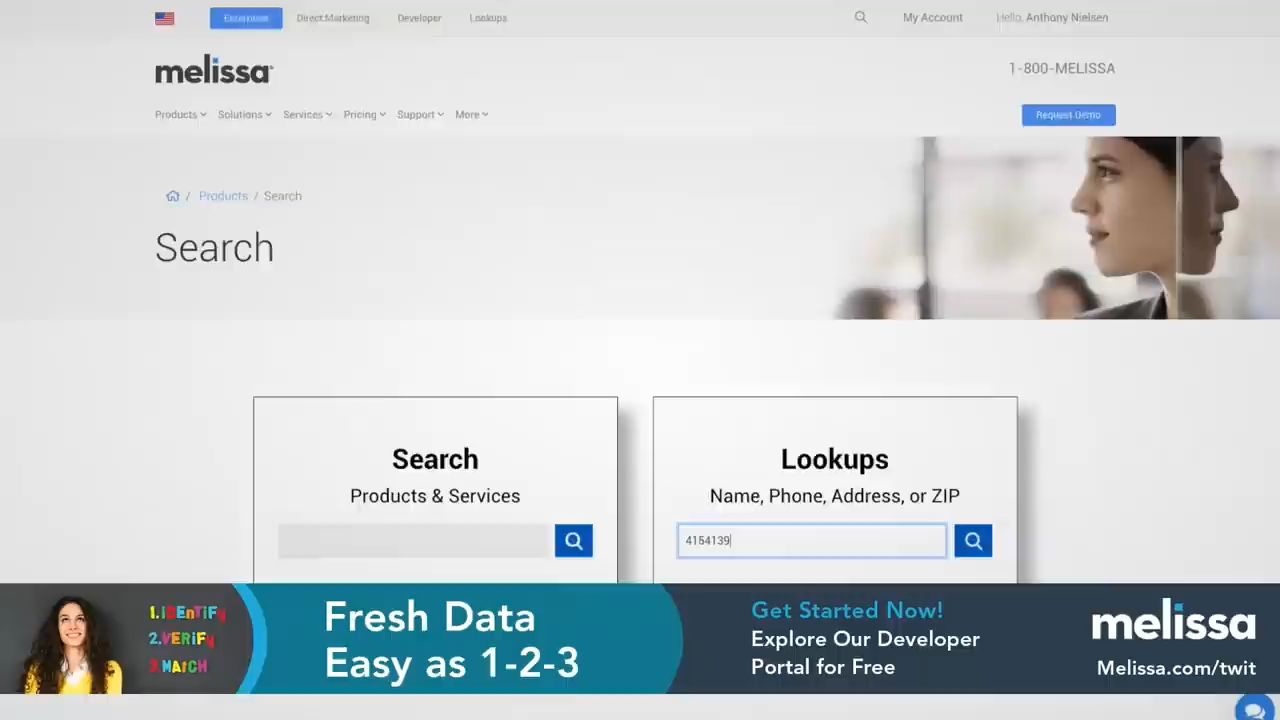 Enterprise Direct Marketing Developer Lookups My Account Hello, Anthony Nielsen
melissa
1-800-MELISSA
Products Solutions Services Pricing Support More
Request Demo
/ Products / Search
Search
Search
Products & Services
Lookups
Name, Phone, Address, or ZIP
4154139
1.IDEnTiFy
2.VERiFy
3.MATCH
Fresh Data
Easy as 1-2-3
Get Started Now!
Explore Our Developer
Portal for Free
melissa
Melissa.com/twit